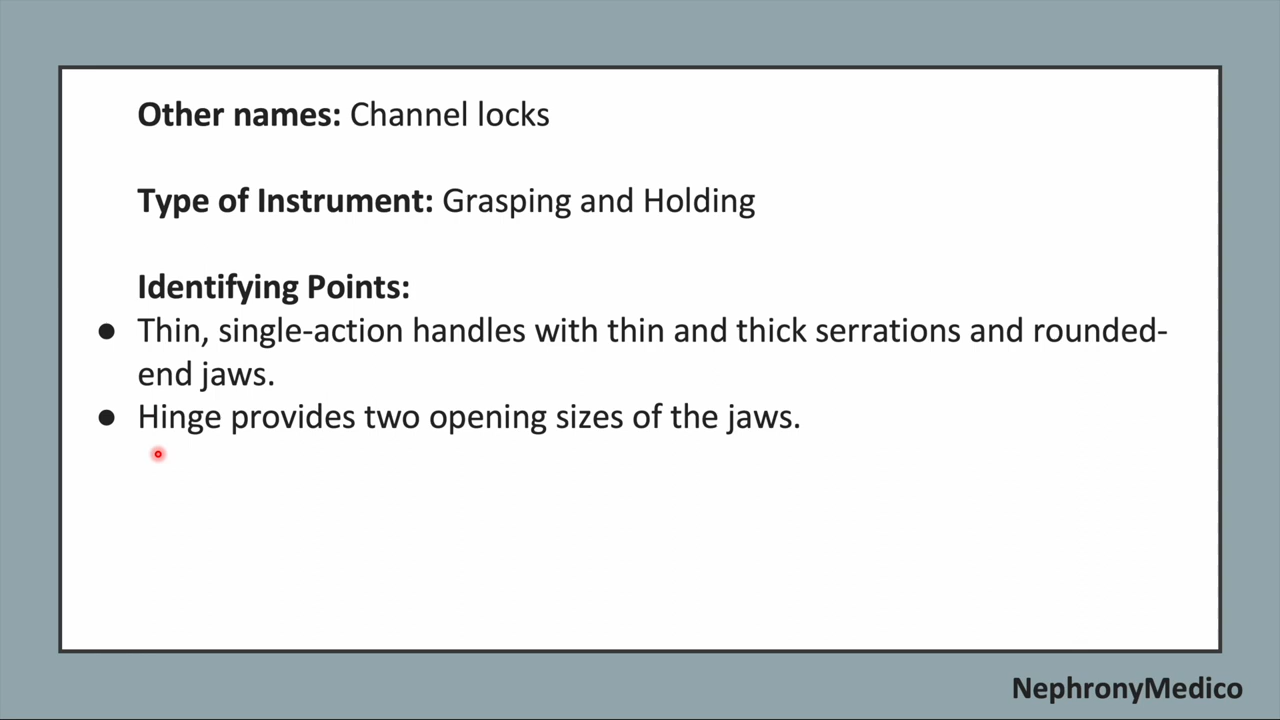 Other names: Channel locks
Type of Instrument: Grasping and Holding
Identifying Points:
● Thin, single-action handles with thin and thick serrations and rounded-
end jaws.
● Hinge provides two opening sizes of the jaws.
NephronyMedico